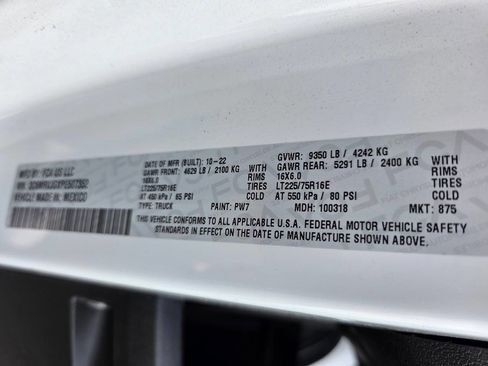 MFD BY: FCA US LLC
VEHICLE MADE IN: MEXICO
DATE OF MFR (BUILT): 10-22
GVWR: 9350 LB / 4242 KG
GAWR FRONT: 4629 LB / 2100 KG WITH
GAWR REAR: 5291 LB / 2400 KG WITH
16X6.0 RIMS
16X6.0 RIMS
LT225/75R16E TIRES
LT225/75R16E TIRES
AT 450 kPa / 65 PSI COLD
AT 550 kPa / 80 PSI COLD
TYPE: TRUCK PAINT: PW7 MDH: 100318 MKT: 875
THIS VEHICLE CONFORMS TO ALL APPLICABLE U.S.A. FEDERAL MOTOR VEHICLE SAFETY
STANDARDS IN EFFECT ON THE DATE OF MANUFACTURE SHOWN ABOVE.